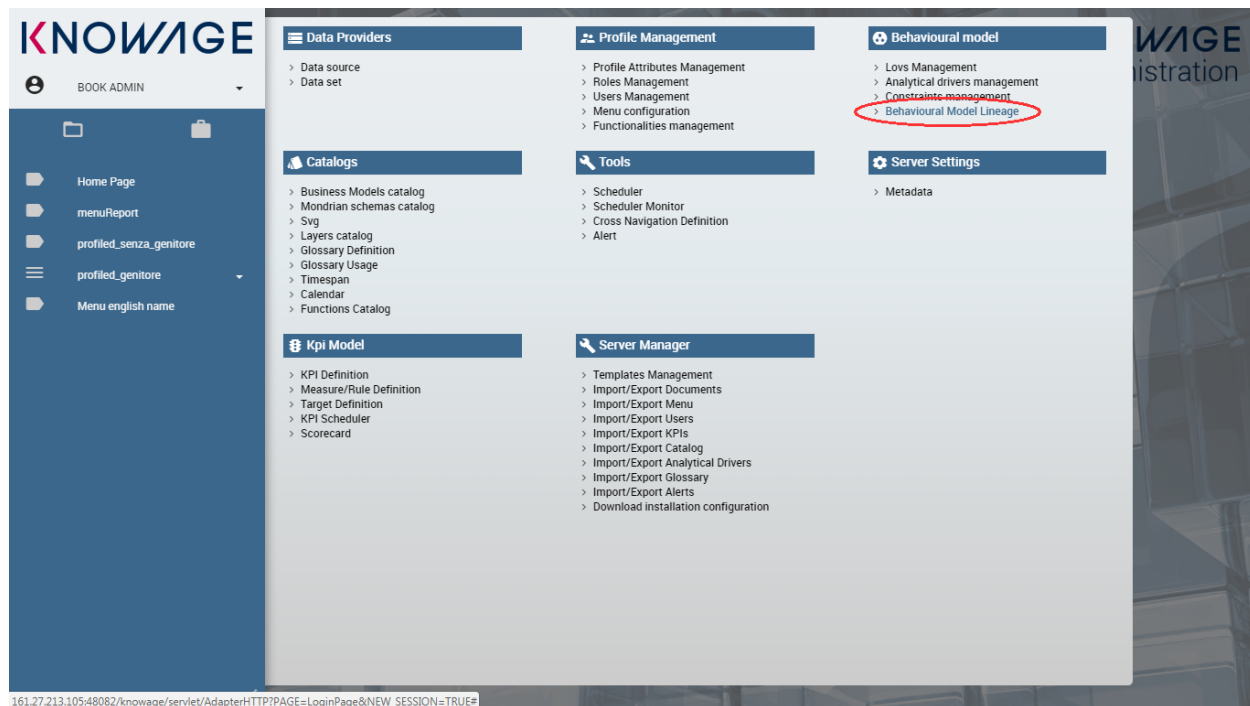 KNOWAGE
BOOK ADMIN
Home Page
menuReport
profiled_senza_genitore
profiled_genitore
Menu english name
Data Providers
> Data source
> Data set
Profile Management
> Profile Attributes Management
> Roles Management
> Users Management
> Menu configuration
> Functionalities management
Behavioural model
> Lovs Management
> Analytical drivers management
> Constraints management
> Behavioural Model Lineage
Catalogs
> Business Models catalog
> Mondrian schemas catalog
> Svg
> Layers catalog
> Glossary Definition
> Glossary Usage
> Timespan
> Calendar
> Functions Catalog
Tools
> Scheduler
> Scheduler Monitor
> Cross Navigation Definition
> Alert
Server Settings
> Metadata
Kpi Model
> KPI Definition
> Measure/Rule Definition
> Target Definition
> KPI Scheduler
> Scorecard
Server Manager
> Templates Management
> Import/Export Documents
> Import/Export Menu
> Import/Export Users
> Import/Export KPIs
> Import/Export Catalog
> Import/Export Analytical Drivers
> Import/Export Glossary
> Import/Export Alerts
> Download installation configuration
WAGE
istration
161.27.213.105:48082/knowage/servlet/AdapterHTTP?PAGE=LoginPage&NEW_SESSION=TRUE#